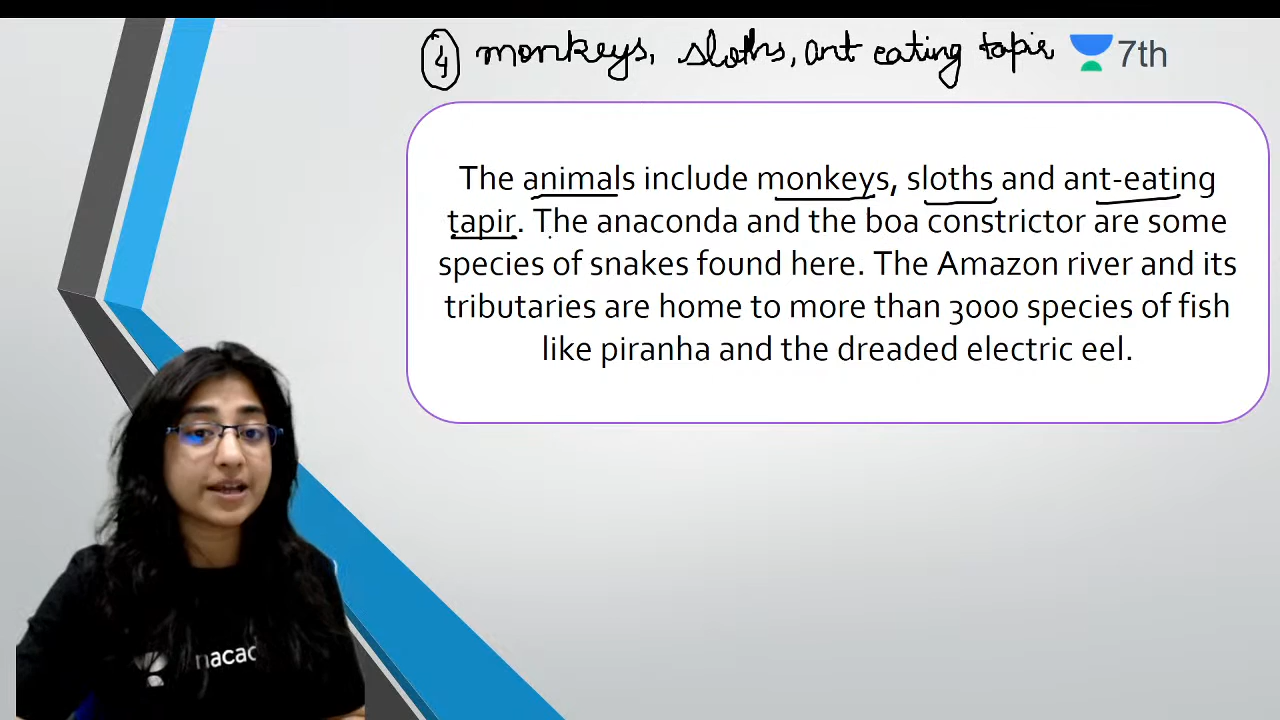 ④ monkeys, sloths, ant eating tapir
7th
The animals include monkeys, sloths and ant-eating
tapir. The anaconda and the boa constrictor are some
species of snakes found here. The Amazon river and its
tributaries are home to more than 3000 species of fish
like piranha and the dreaded electric eel.
nacad